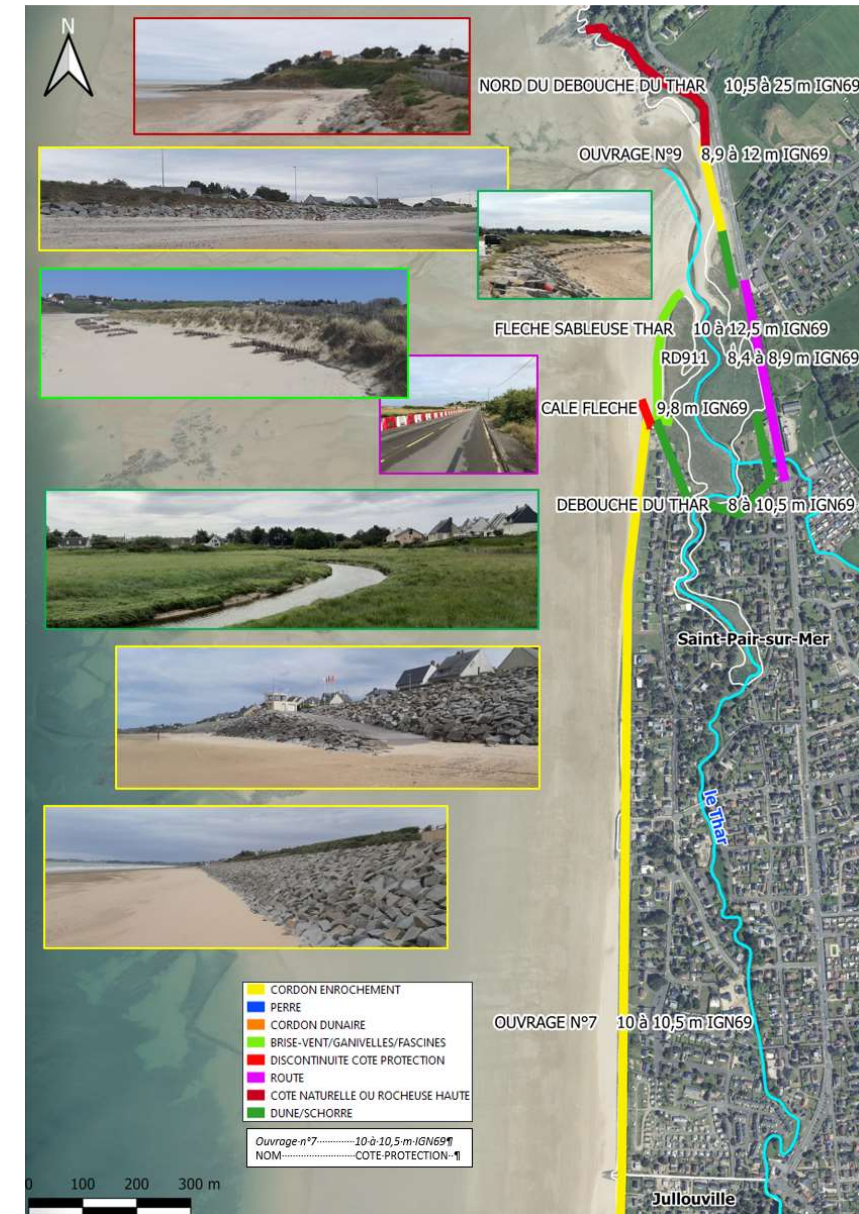 N
NORD DU DEBOUCHE DU THAR 10,5 à 25 m IGN69
OUVRAGE N°9 8,9 à 12 m IGN69
FLECHE SABLEUSE THAR 10 à 12,5 m IGN69
RD911 8,4 à 8,9 m IGN69
CALE FLECHE 9,8 m IGN69
DEBOUCHE DU THAR 8 à 10,5 m IGN69
Saint-Pair-sur-Mer
le Thar
OUVRAGE N°7 10 à 10,5 m IGN69
CORDON ENROCHEMENT
PERRE
CORDON DUNAIRE
BRISE-VENT/GANIVELLES/FASCINES
DISCONTINUITE COTE PROTECTION
ROUTE
COTE NATURELLE OU ROCHEUSE HAUTE
DUNE/SCHORRE
Ouvrage·n°7·············10·à·10,5·m·IGN69¶
NOM·························COTE·PROTECTION··¶
0 100 200 300 m
Jullouville